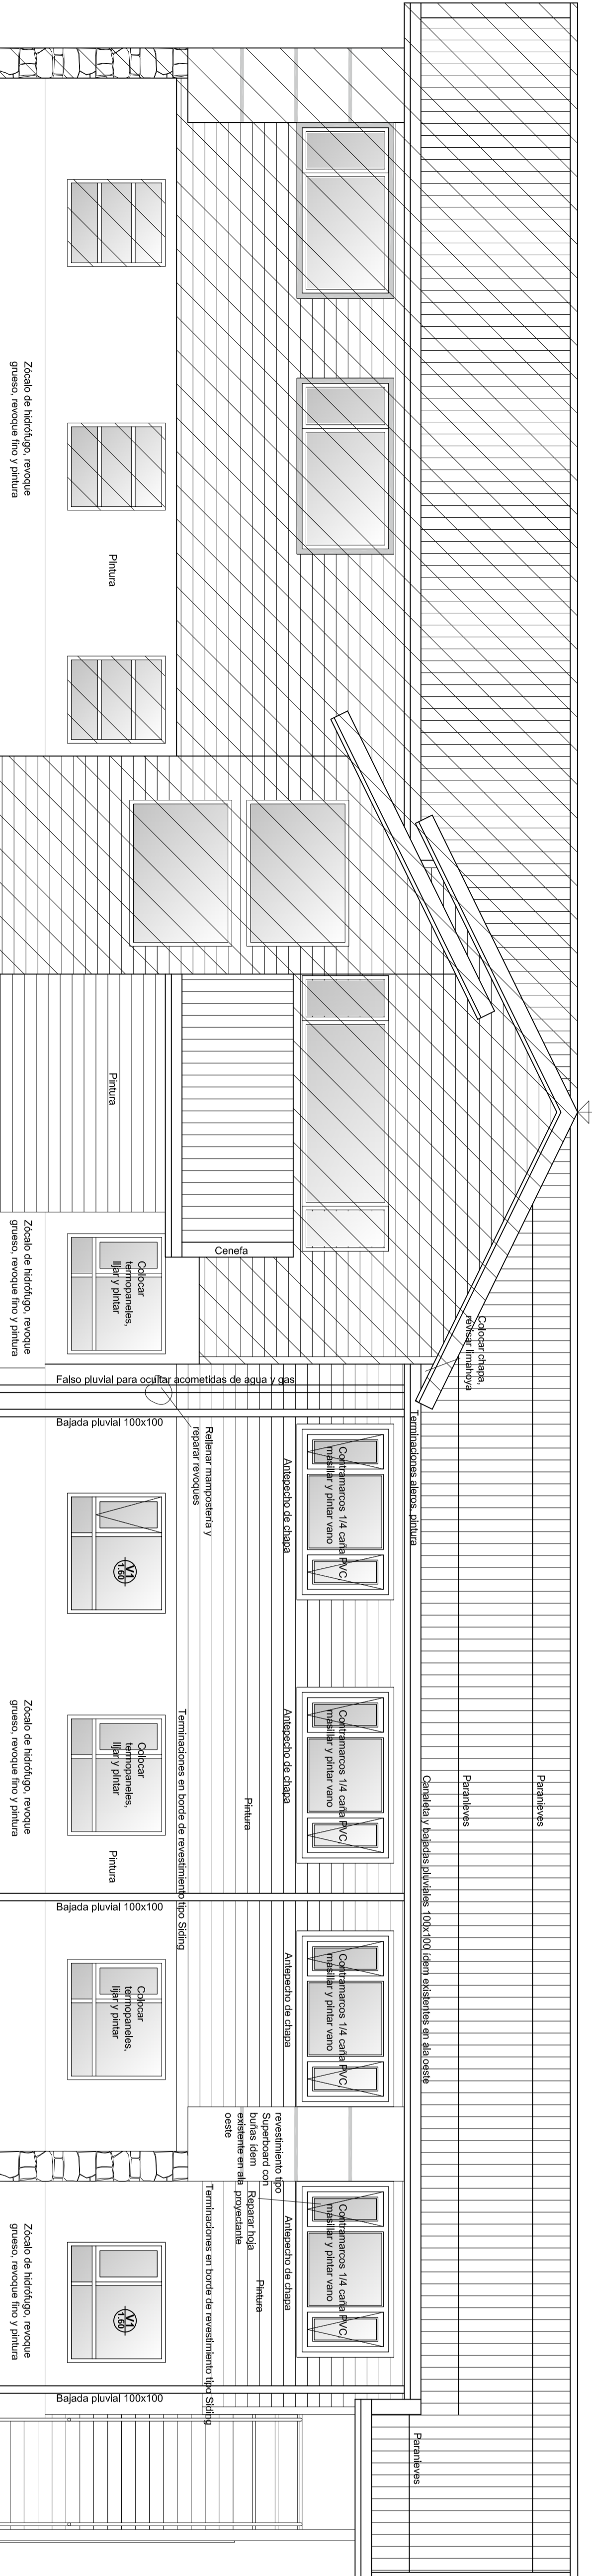 Paranieves
Paranieves
Paranieves
Canaleta y bajadas pluviales 100x100 ídem existentes en ala oeste
Colocar chapa,
revisar limahoya
Terminaciones aleros, pintura
Contramarcos 1/4 caña PVC,
masillar y pintar vano
Contramarcos 1/4 caña PVC,
masillar y pintar vano
Contramarcos 1/4 caña PVC,
masillar y pintar vano
Contramarcos 1/4 caña PVC,
masillar y pintar vano
Antepecho de chapa
Antepecho de chapa
Antepecho de chapa
Antepecho de chapa
revestimiento tipo
Superboard con
buñas ídem
existente en ala
oeste
Reparar hoja
proyectante
Pintura
Pintura
Cenefa
Rellenar mampostería y
reparar revoques
Terminaciones en borde de revestimiento tipo Siding
Terminaciones en borde de revestimiento tipo Siding
Falso pluvial para ocultar acometidas de agua y gas
Bajada pluvial 100x100
Bajada pluvial 100x100
Bajada pluvial 100x100
Pintura
Pintura
Colocar
termopaneles,
lijar y pintar
V1
1.60
Colocar
termopaneles,
lijar y pintar
Pintura
Colocar
termopaneles,
lijar y pintar
V1
1.60
Zócalo de hidrófugo, revoque
grueso, revoque fino y pintura
Zócalo de hidrófugo, revoque
grueso, revoque fino y pintura
Zócalo de hidrófugo, revoque
grueso, revoque fino y pintura
Zócalo de hidrófugo, revoque
grueso, revoque fino y pintura